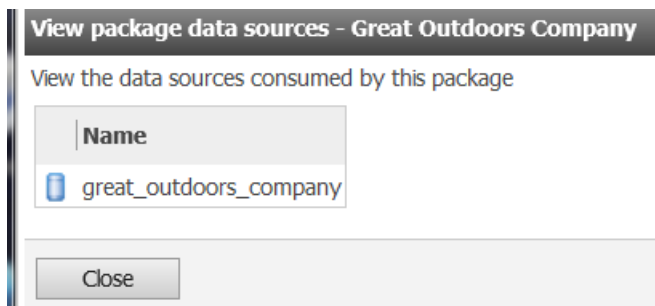 View package data sources - Great Outdoors Company
View the data sources consumed by this package
Name
great_outdoors_company
Close